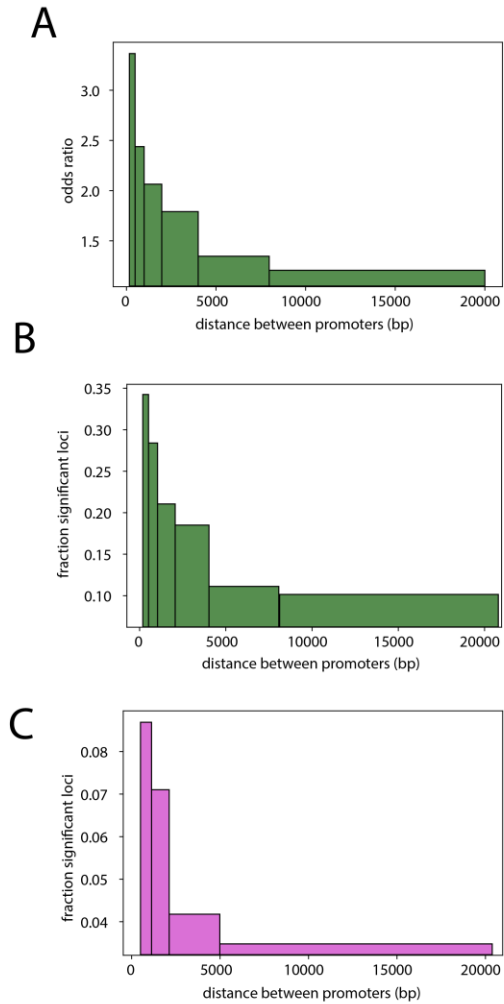 A
3.0
2.5
2.0
1.5
odds ratio
0 5000 10000 15000 20000
distance between promoters (bp)
B
0.35
0.30
0.25
0.20
0.15
0.10
fraction significant loci
0 5000 10000 15000 20000
distance between promoters (bp)
C
0.08
0.07
0.06
0.05
0.04
fraction significant loci
0 5000 10000 15000 20000
distance between promoters (bp)